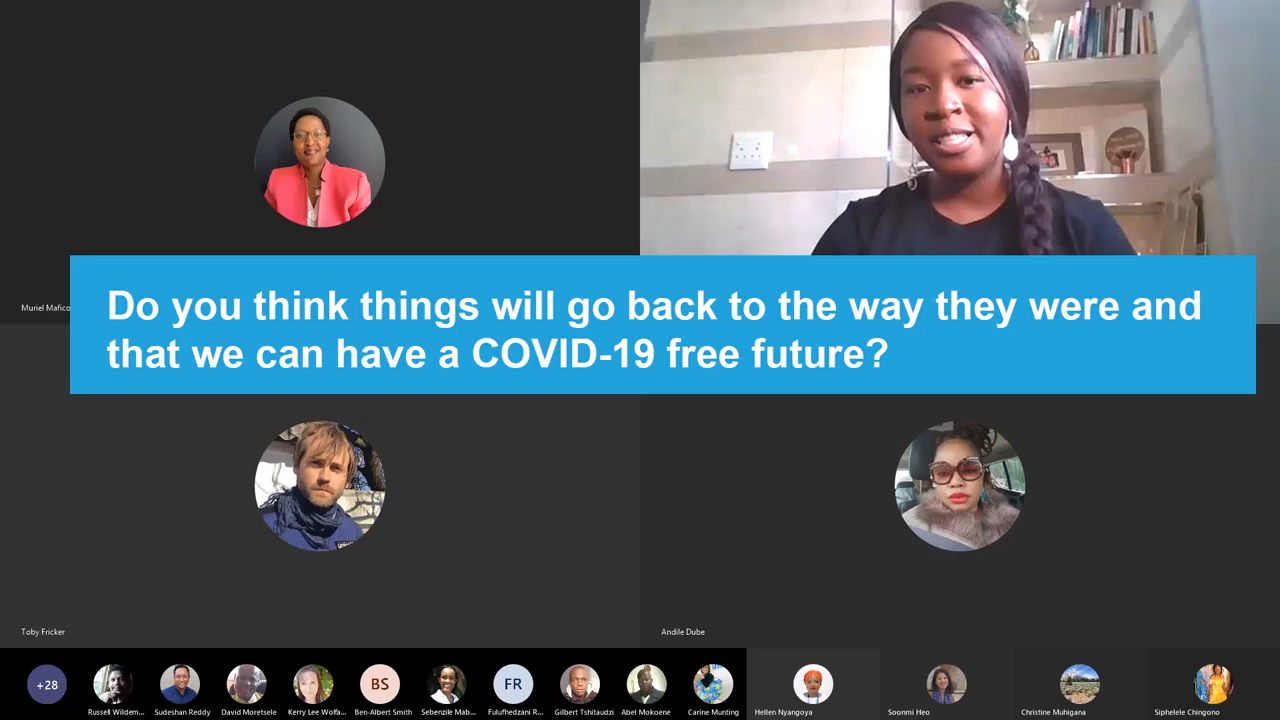 Muriel Mafico
Do you think things will go back to the way they were and
that we can have a COVID-19 free future?
Toby Fricker
Andile Dube
+28
BS
FR
Russell Wildem...
Sudeshan Reddy
David Moretsele
Kerry Lee Wolfa...
Ben-Albert Smith
Sebenzile Mab...
Fulufhedzani R...
Gilbert Tshitaudzi
Abel Mokoene
Carine Munting
Hellen Nyangoya
Soonmi Heo
Christine Muhigana
Siphelele Chingono